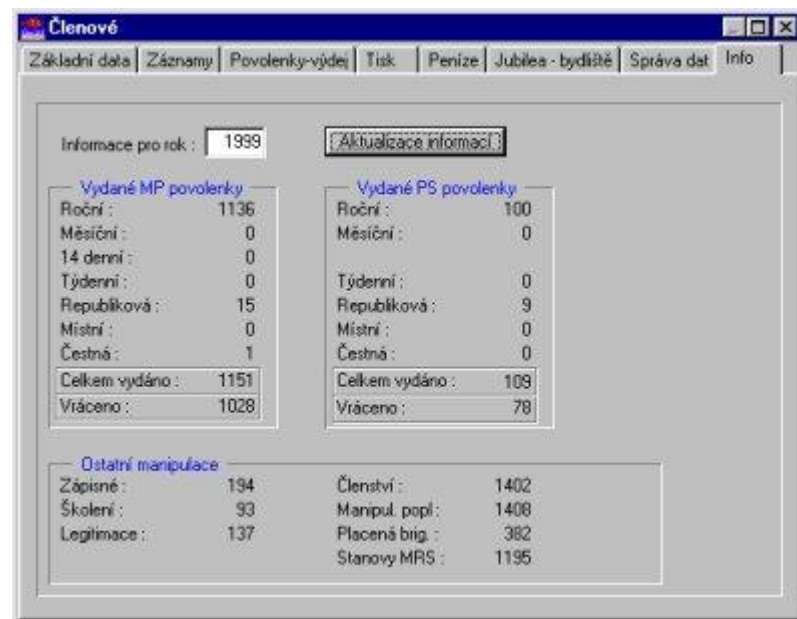 Členové
Základní data Záznamy Povolenky-výdej Tisk Peníze Jubilea - bydliště Správa dat Info
Informace pro rok : 1999 Aktualizace informací
Vydané MP povolenky
Roční : 1136
Měsíční : 0
14 denní : 0
Týdenní : 0
Republiková : 15
Místní : 0
Čestná : 1
Celkem vydáno : 1151
Vráceno : 1028
Vydané PS povolenky
Roční : 100
Měsíční : 0
Týdenní : 0
Republiková : 9
Místní : 0
Čestná : 0
Celkem vydáno : 109
Vráceno : 78
Ostatní manipulace
Zápisné : 194
Školení : 93
Legitimace : 137
Členství : 1402
Manipul. popl : 1408
Placená brig. : 382
Stanovy MRS : 1195